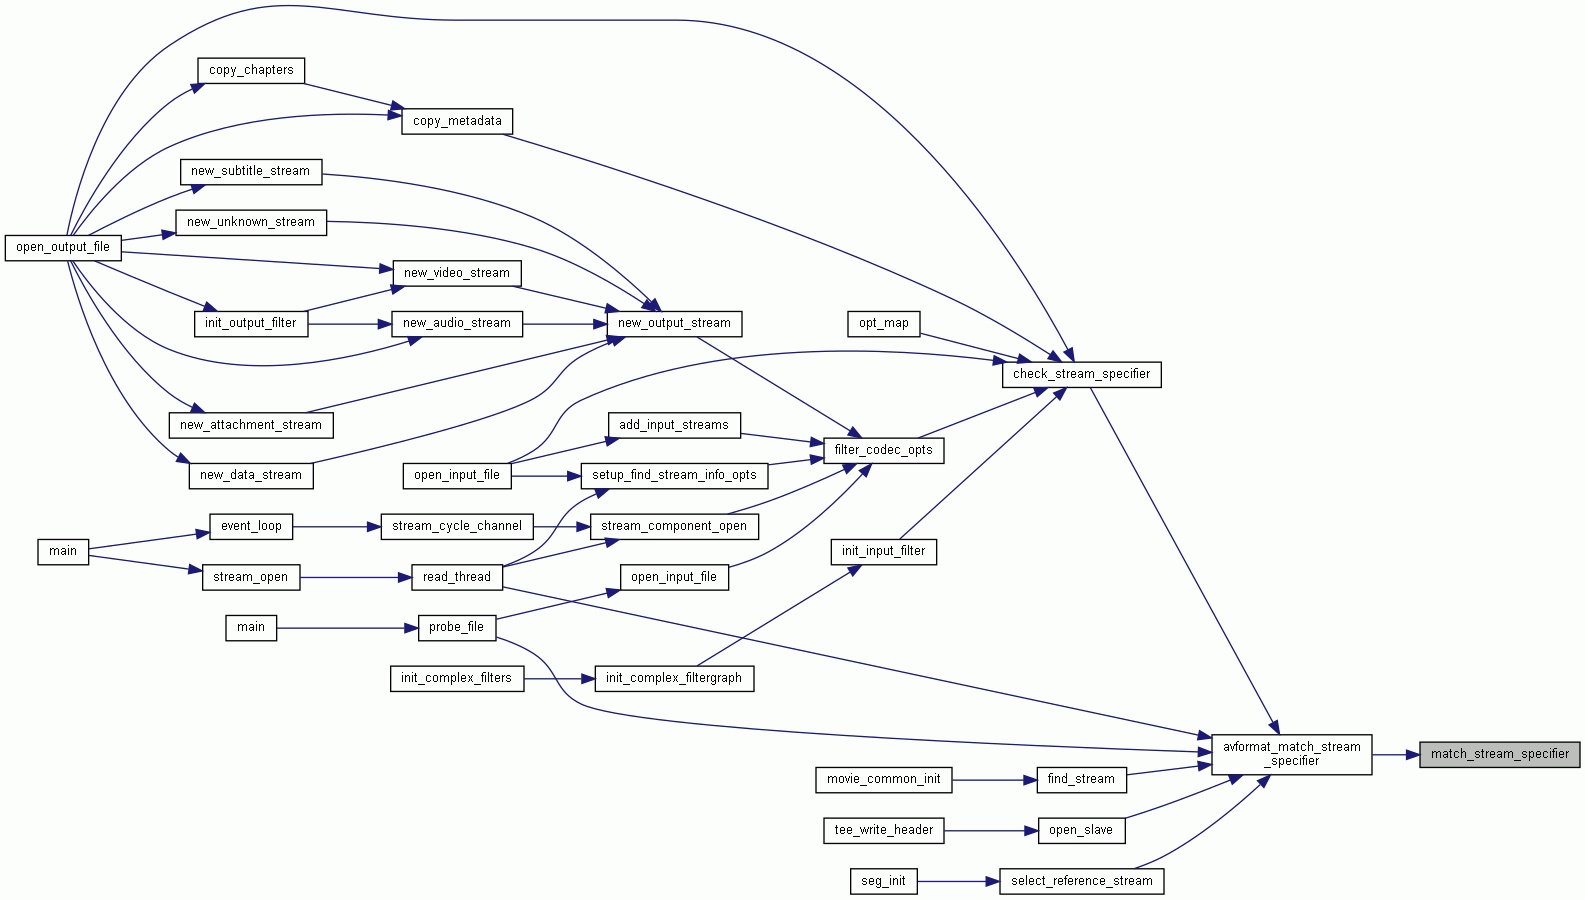 copy_chapters
copy_metadata
new_subtitle_stream
new_unknown_stream
open_output_file
new_video_stream
init_output_filter
new_audio_stream
new_output_stream
opt_map
check_stream_specifier
new_attachment_stream
add_input_streams
filter_codec_opts
new_data_stream
open_input_file
setup_find_stream_info_opts
event_loop
stream_cycle_channel
stream_component_open
main
init_input_filter
stream_open
read_thread
open_input_file
main
probe_file
init_complex_filters
init_complex_filtergraph
avformat_match_stream
_specifier
match_stream_specifier
movie_common_init
find_stream
tee_write_header
open_slave
seg_init
select_reference_stream